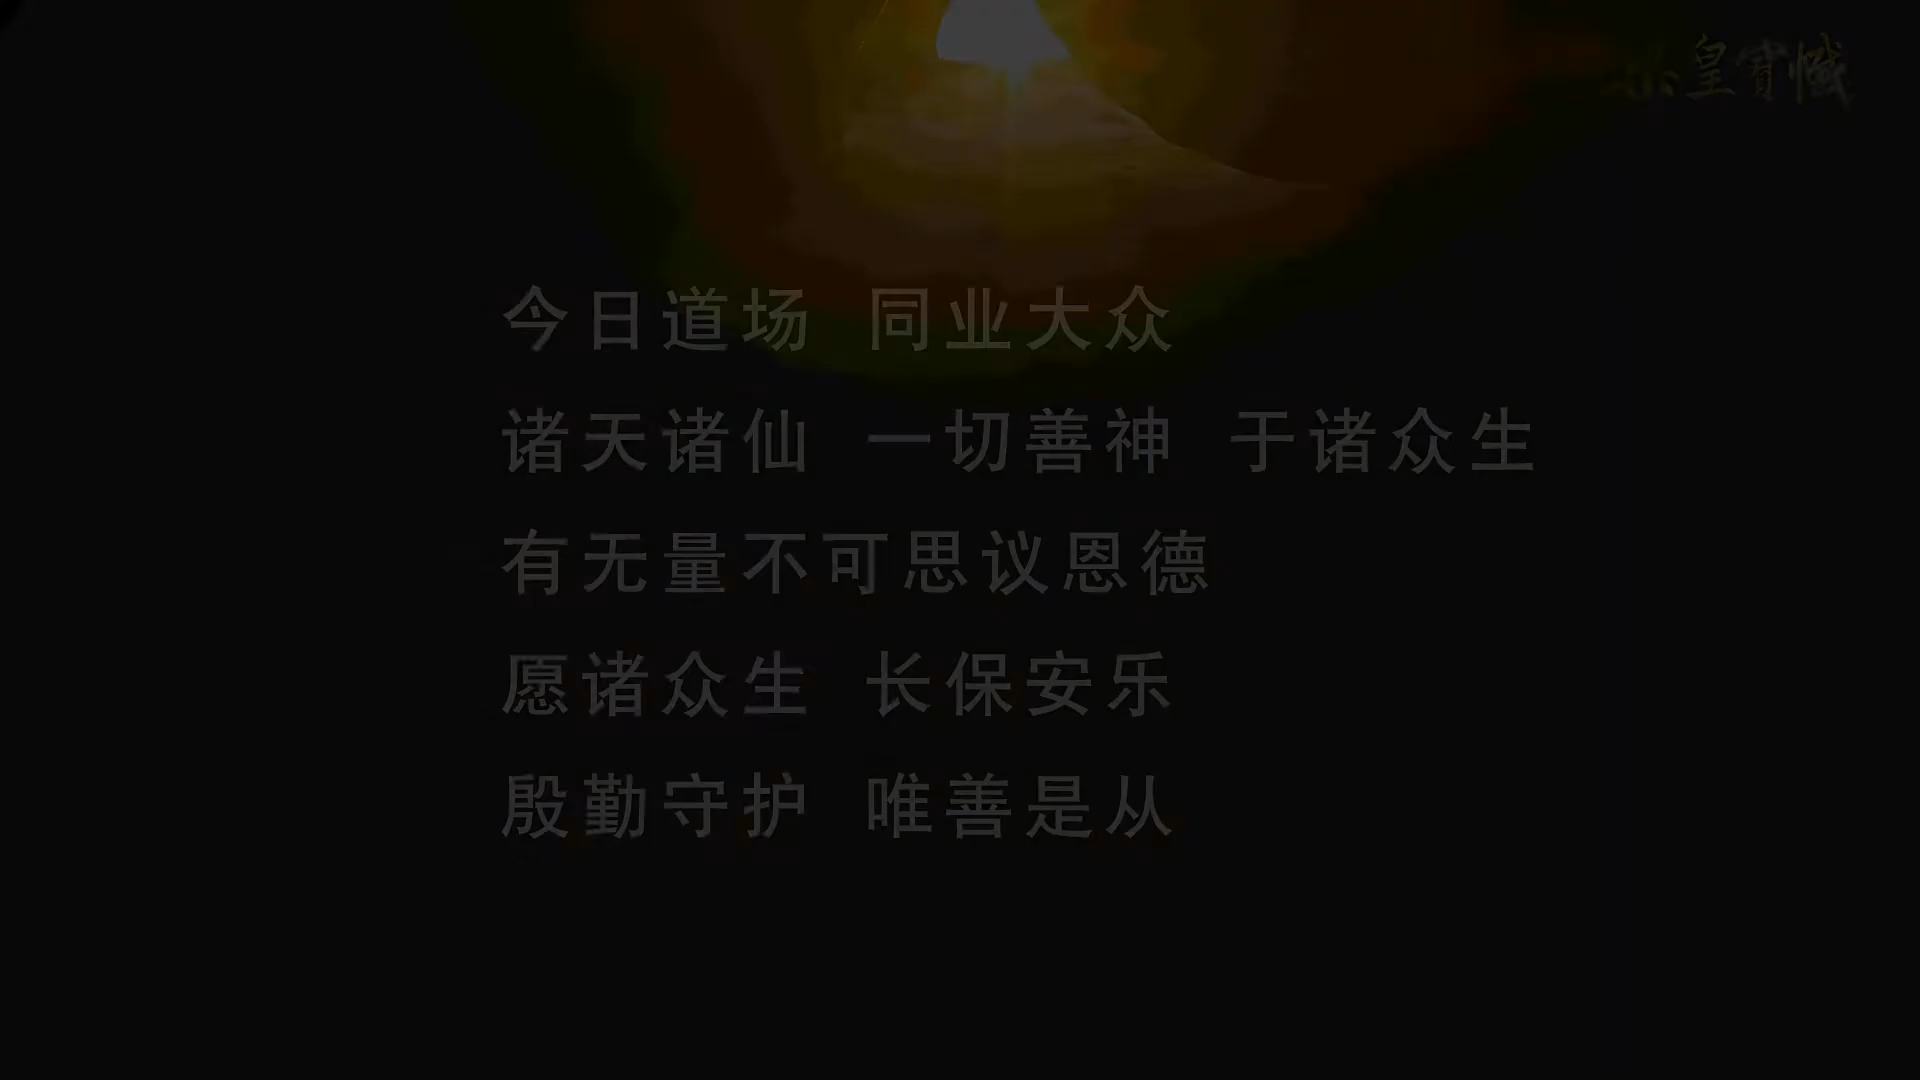 梁皇寶懺
今日道场 同业大众
诸天诸仙 一切善神 于诸众生
有无量不可思议恩德
愿诸众生 长保安乐
殷勤守护 唯善是从